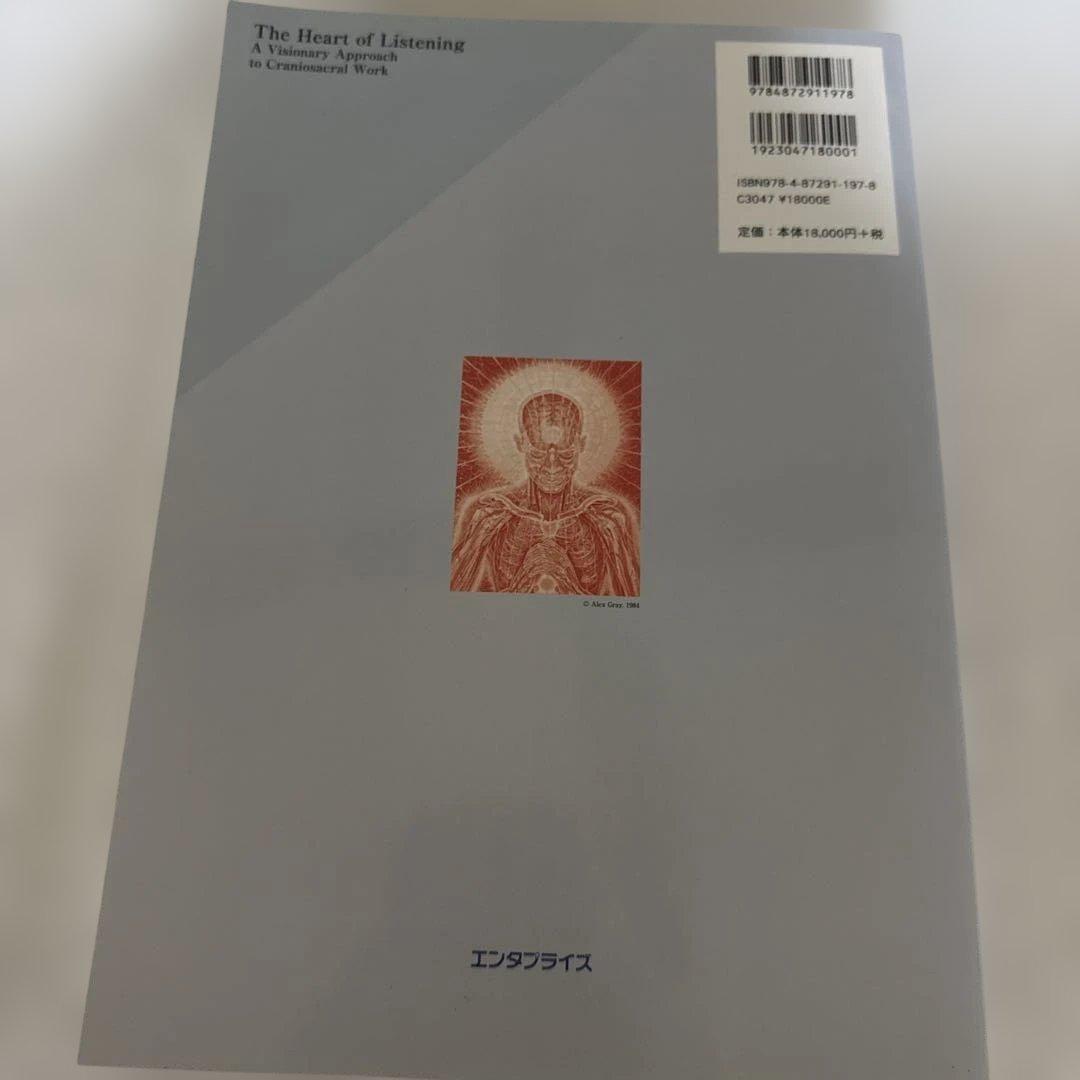 The Heart of Listening
A Visionary Approach
to Craniosacral Work
9784872911978
1923047180001
ISBN978-4-87291-197-8
C3047 ¥18000E
定価：本体18,000円+税
© Alex Gray. 1984
エンタプライズ